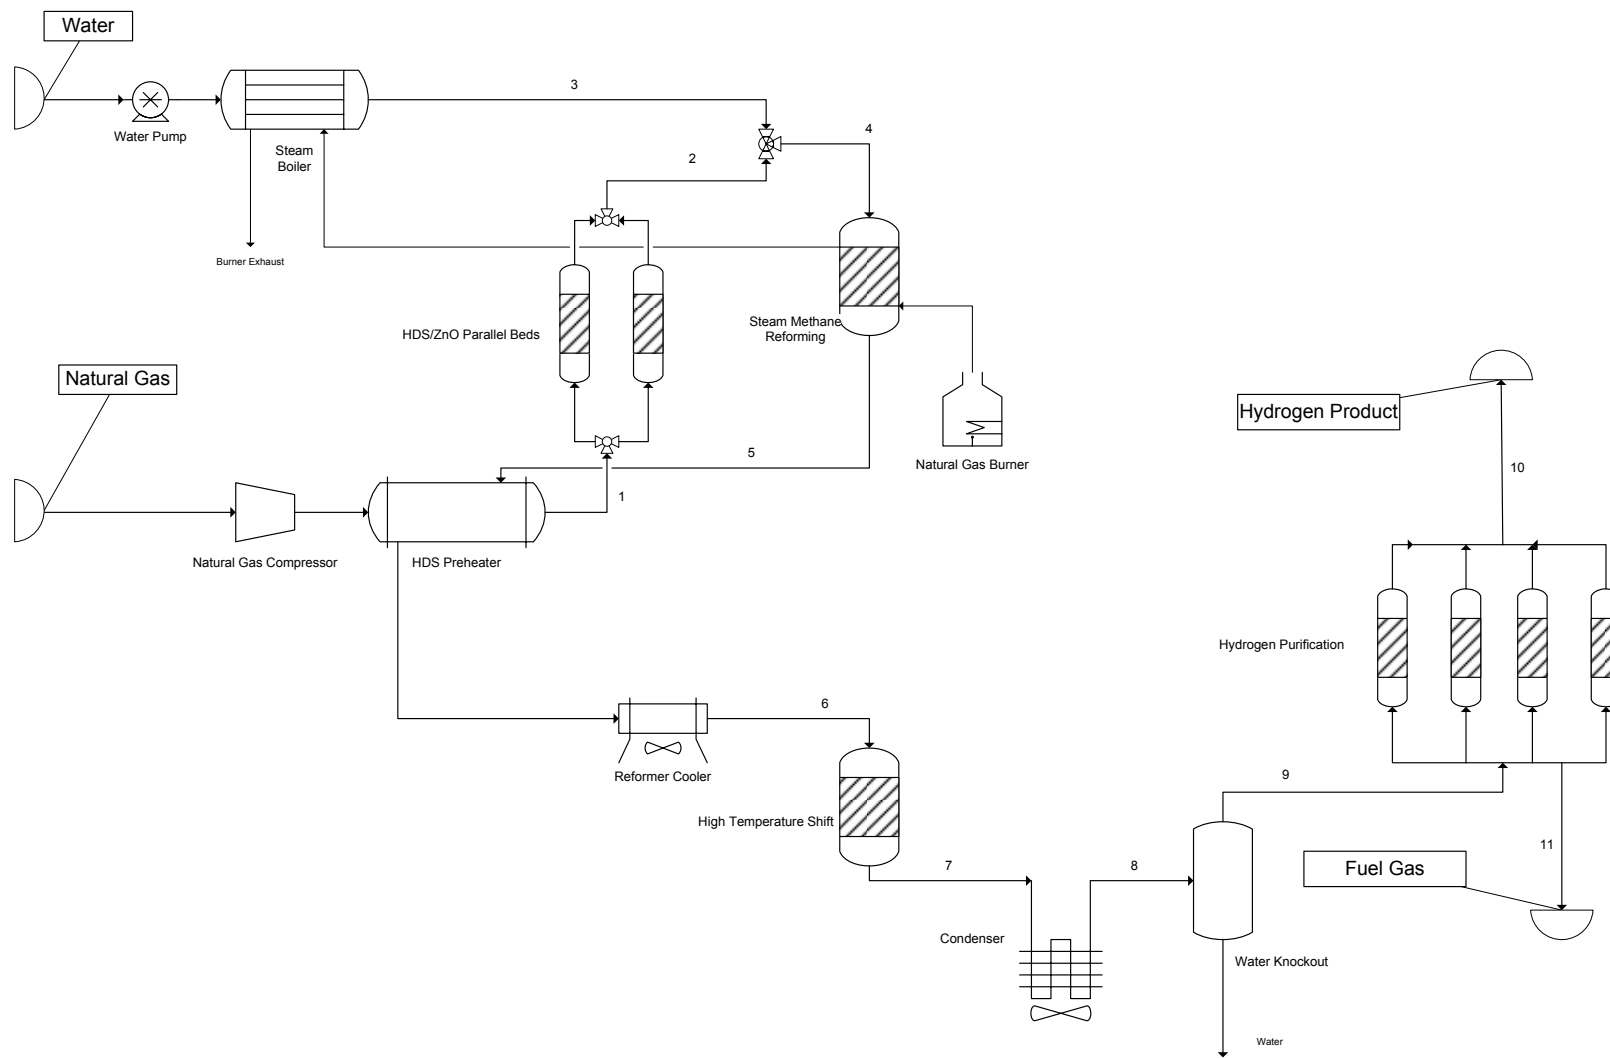 Water
3
Water Pump
Steam
Boiler
4
2
Burner Exhaust
HDS/ZnO Parallel Beds
Steam Methane
Reforming
Natural Gas
Hydrogen Product
5
Natural Gas Burner
10
1
Natural Gas Compressor
HDS Preheater
Hydrogen Purification
6
Reformer Cooler
9
High Temperature Shift
7
8
11
Fuel Gas
Condenser
Water Knockout
Water